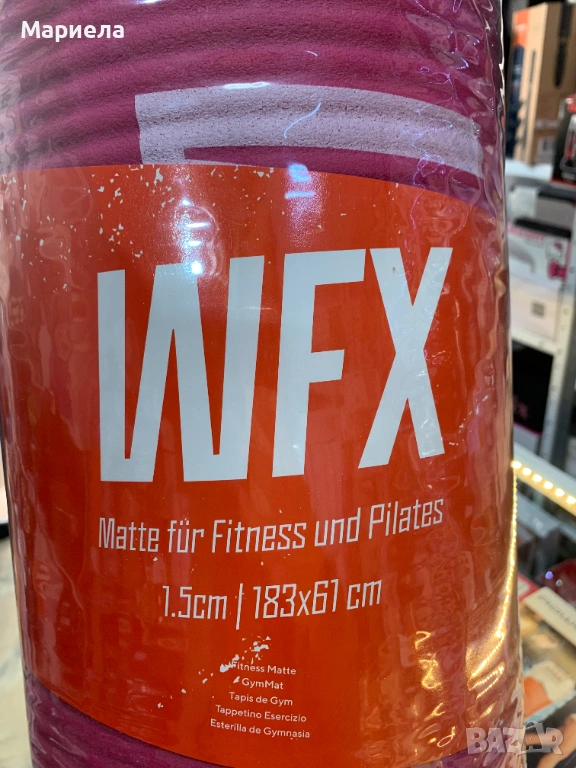 Мариела
WFX
Matte für Fitness und Pilates
1.5cm | 183x61 cm
Fitness Matte
GymMat
Tapis de Gym
Tappetino Esercizio
Esterilla de Gymnasia
BAZAR